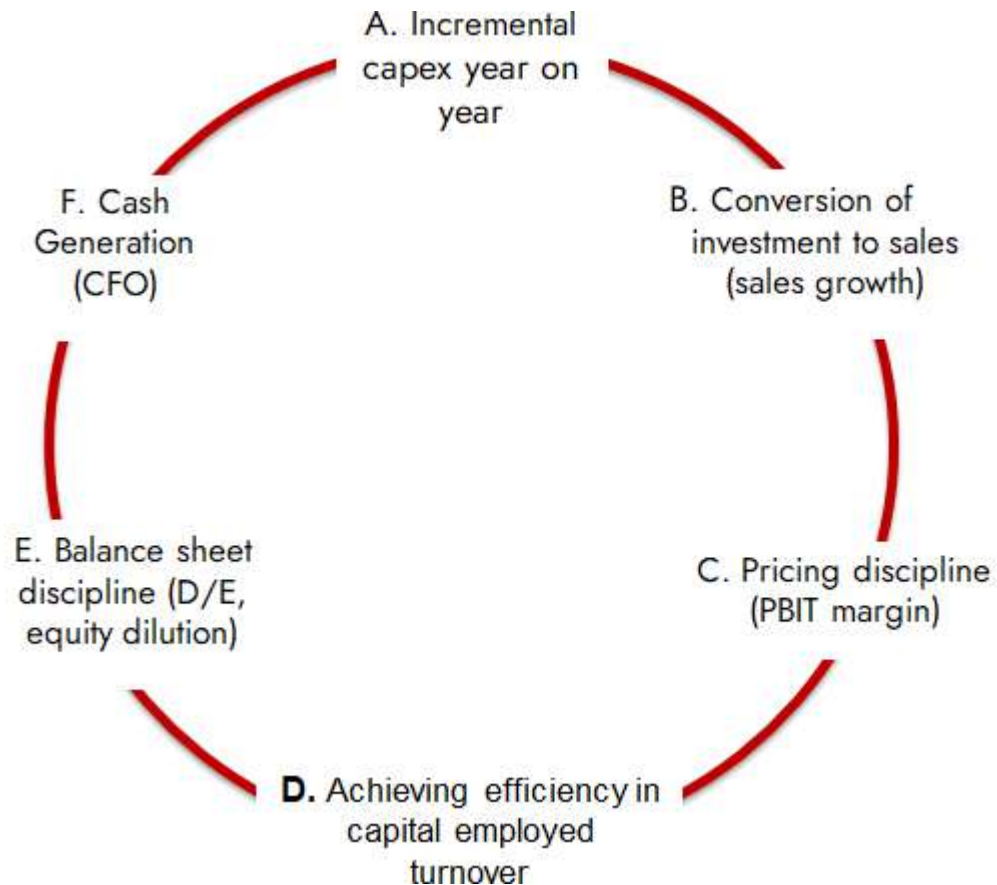 A. Incremental
capex year on
year
B. Conversion of
investment to sales
(sales growth)
C. Pricing discipline
(PBIT margin)
D. Achieving efficiency in
capital employed
turnover
E. Balance sheet
discipline (D/E,
equity dilution)
F. Cash
Generation
(CFO)